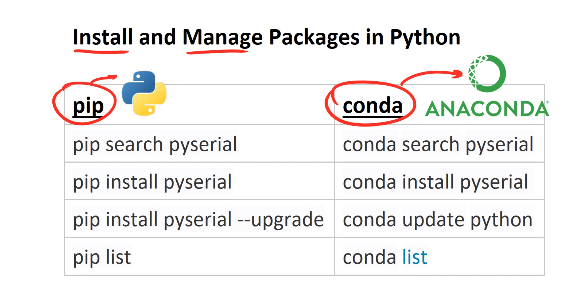 Install and Manage Packages in Python
pip
conda
ANACONDA®
pip search pyserial
conda search pyserial
pip install pyserial
conda install pyserial
pip install pyserial --upgrade
conda update python
pip list
conda list